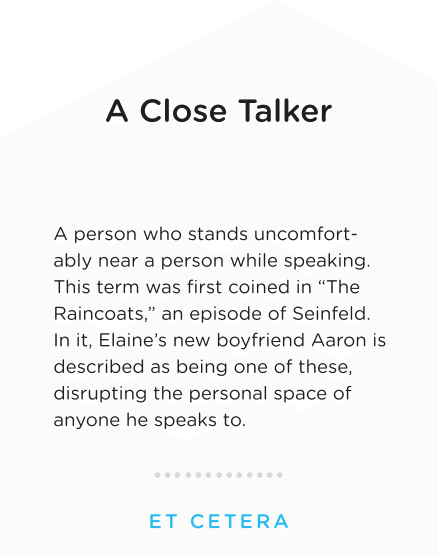 A Close Talker
A person who stands uncomfort-
ably near a person while speaking.
This term was first coined in “The
Raincoats,” an episode of Seinfeld.
In it, Elaine’s new boyfriend Aaron is
described as being one of these,
disrupting the personal space of
anyone he speaks to.
ET CETERA